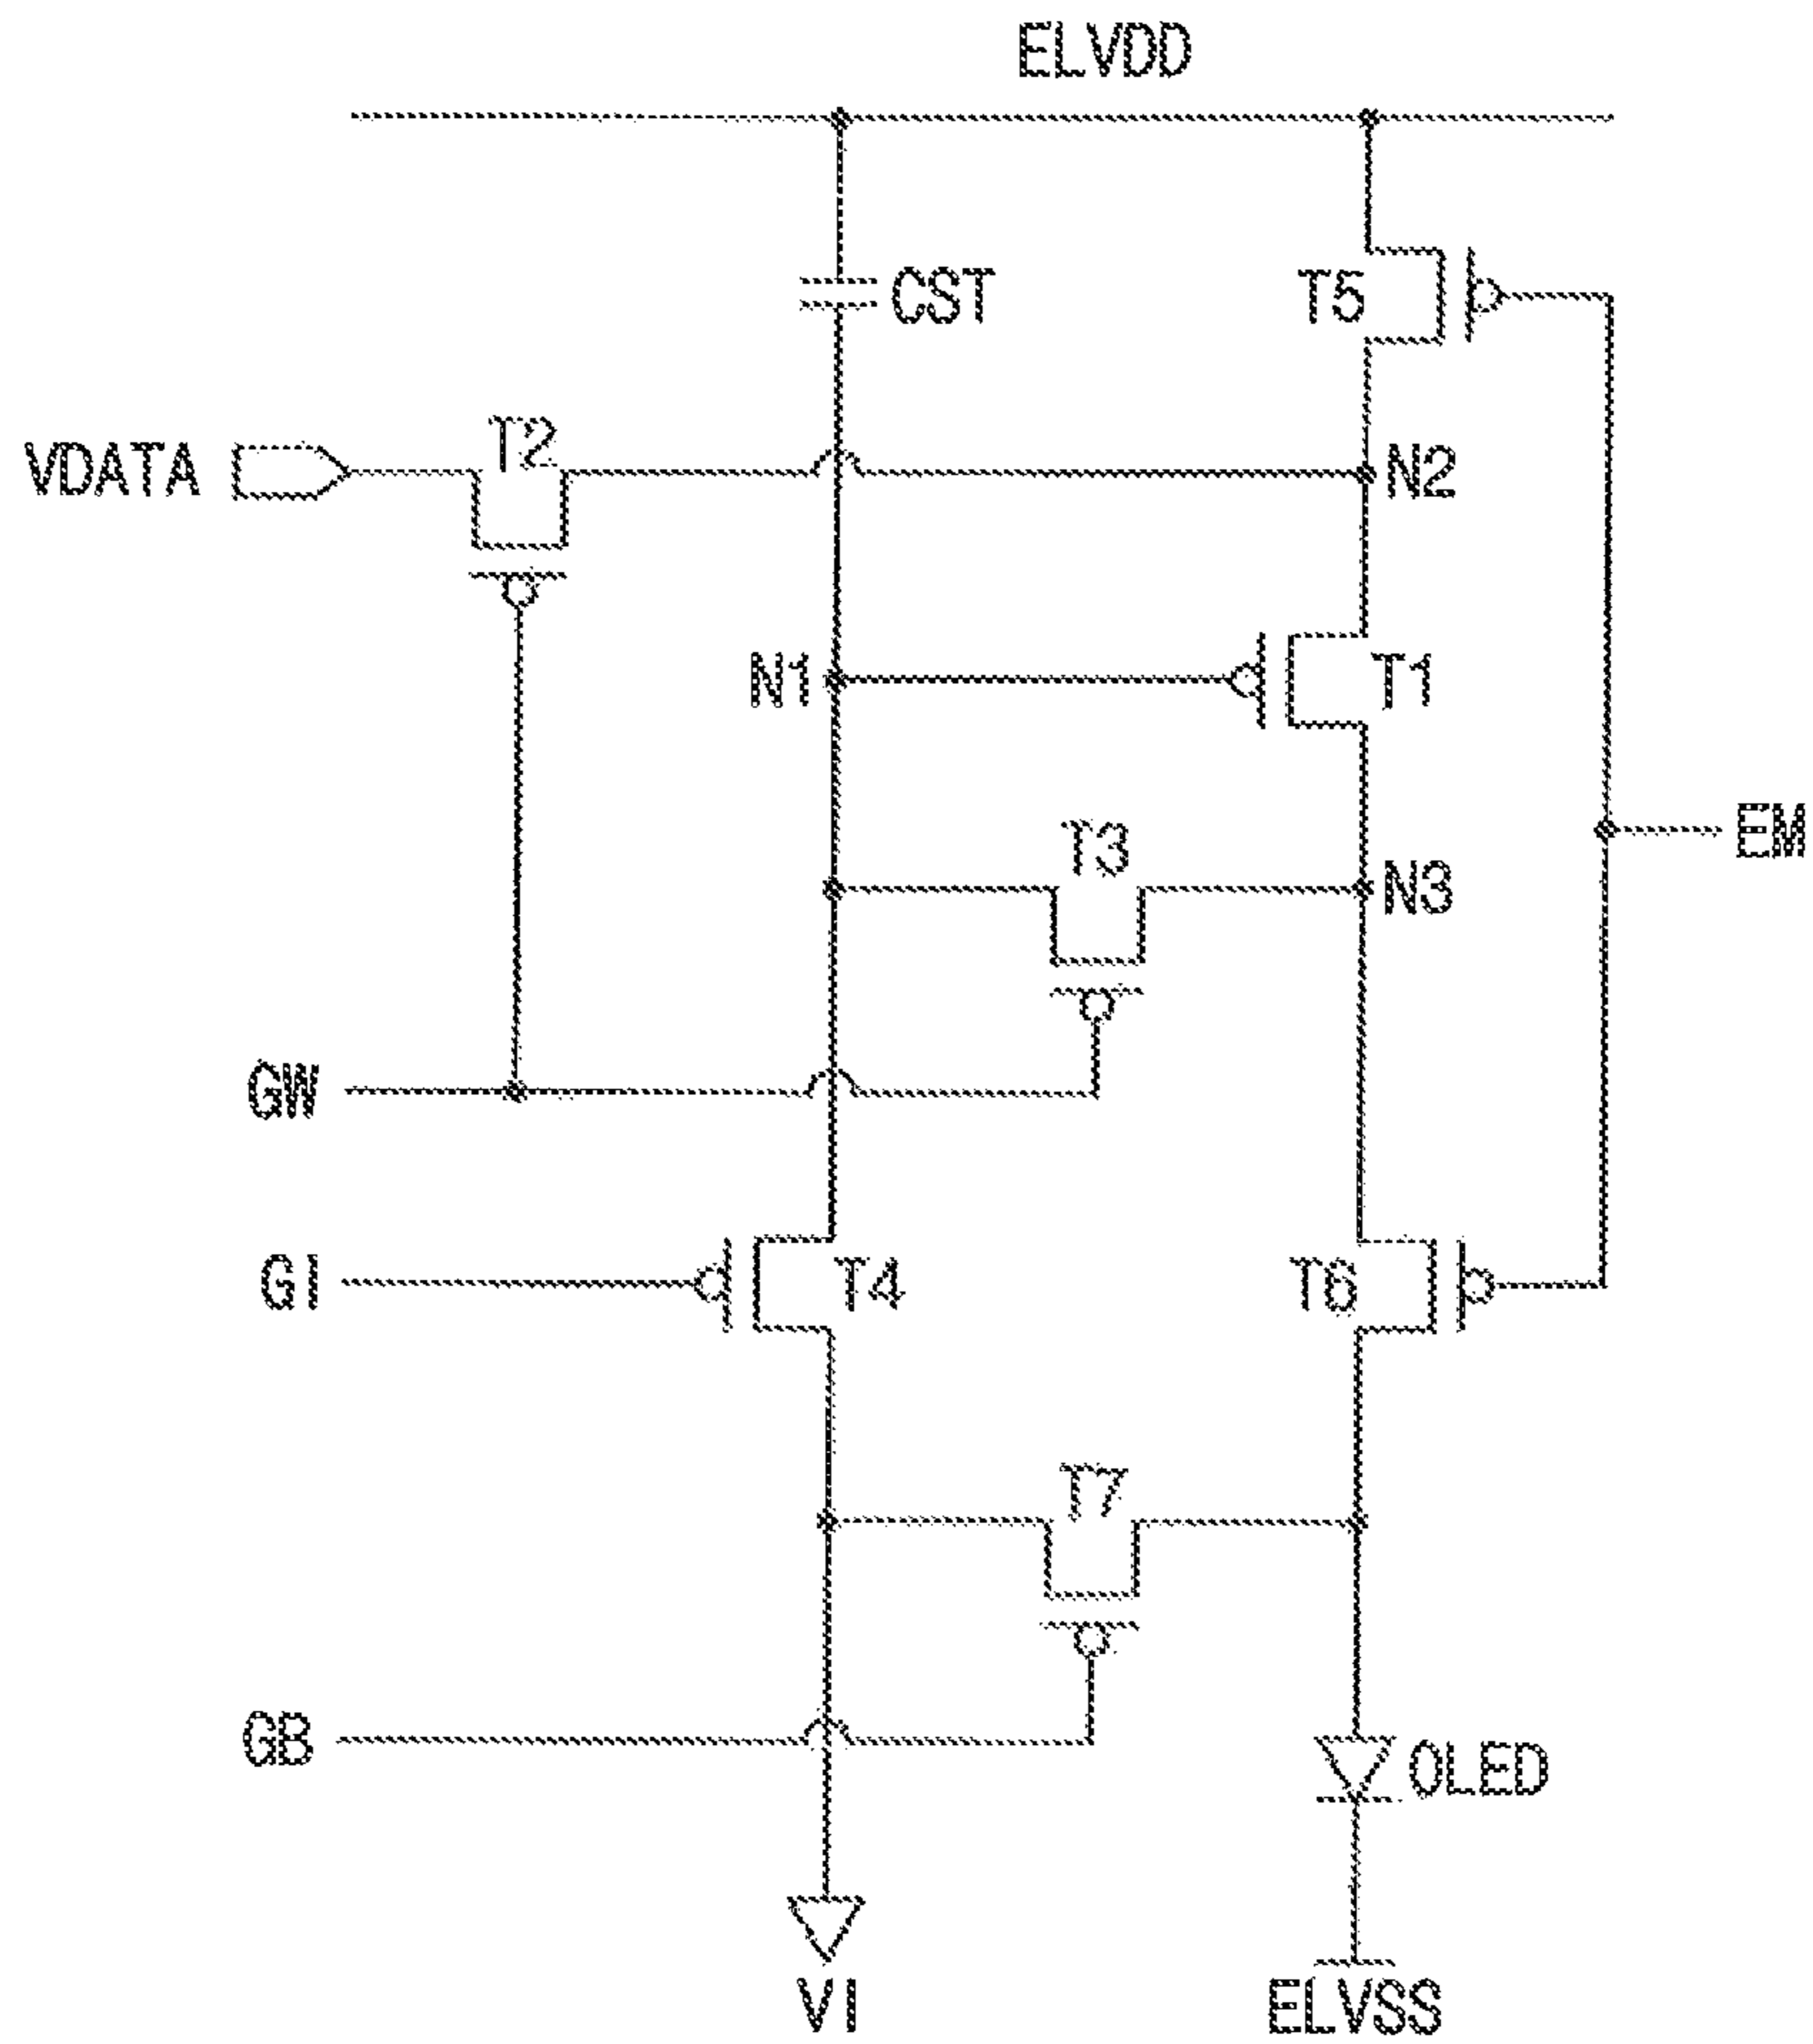 ELVDD
CST
T5
T2
VDATA
N2
N1
T1
T3
EM
N3
GW
GI
T4
T6
T7
GB
OLED
VI
ELVSS